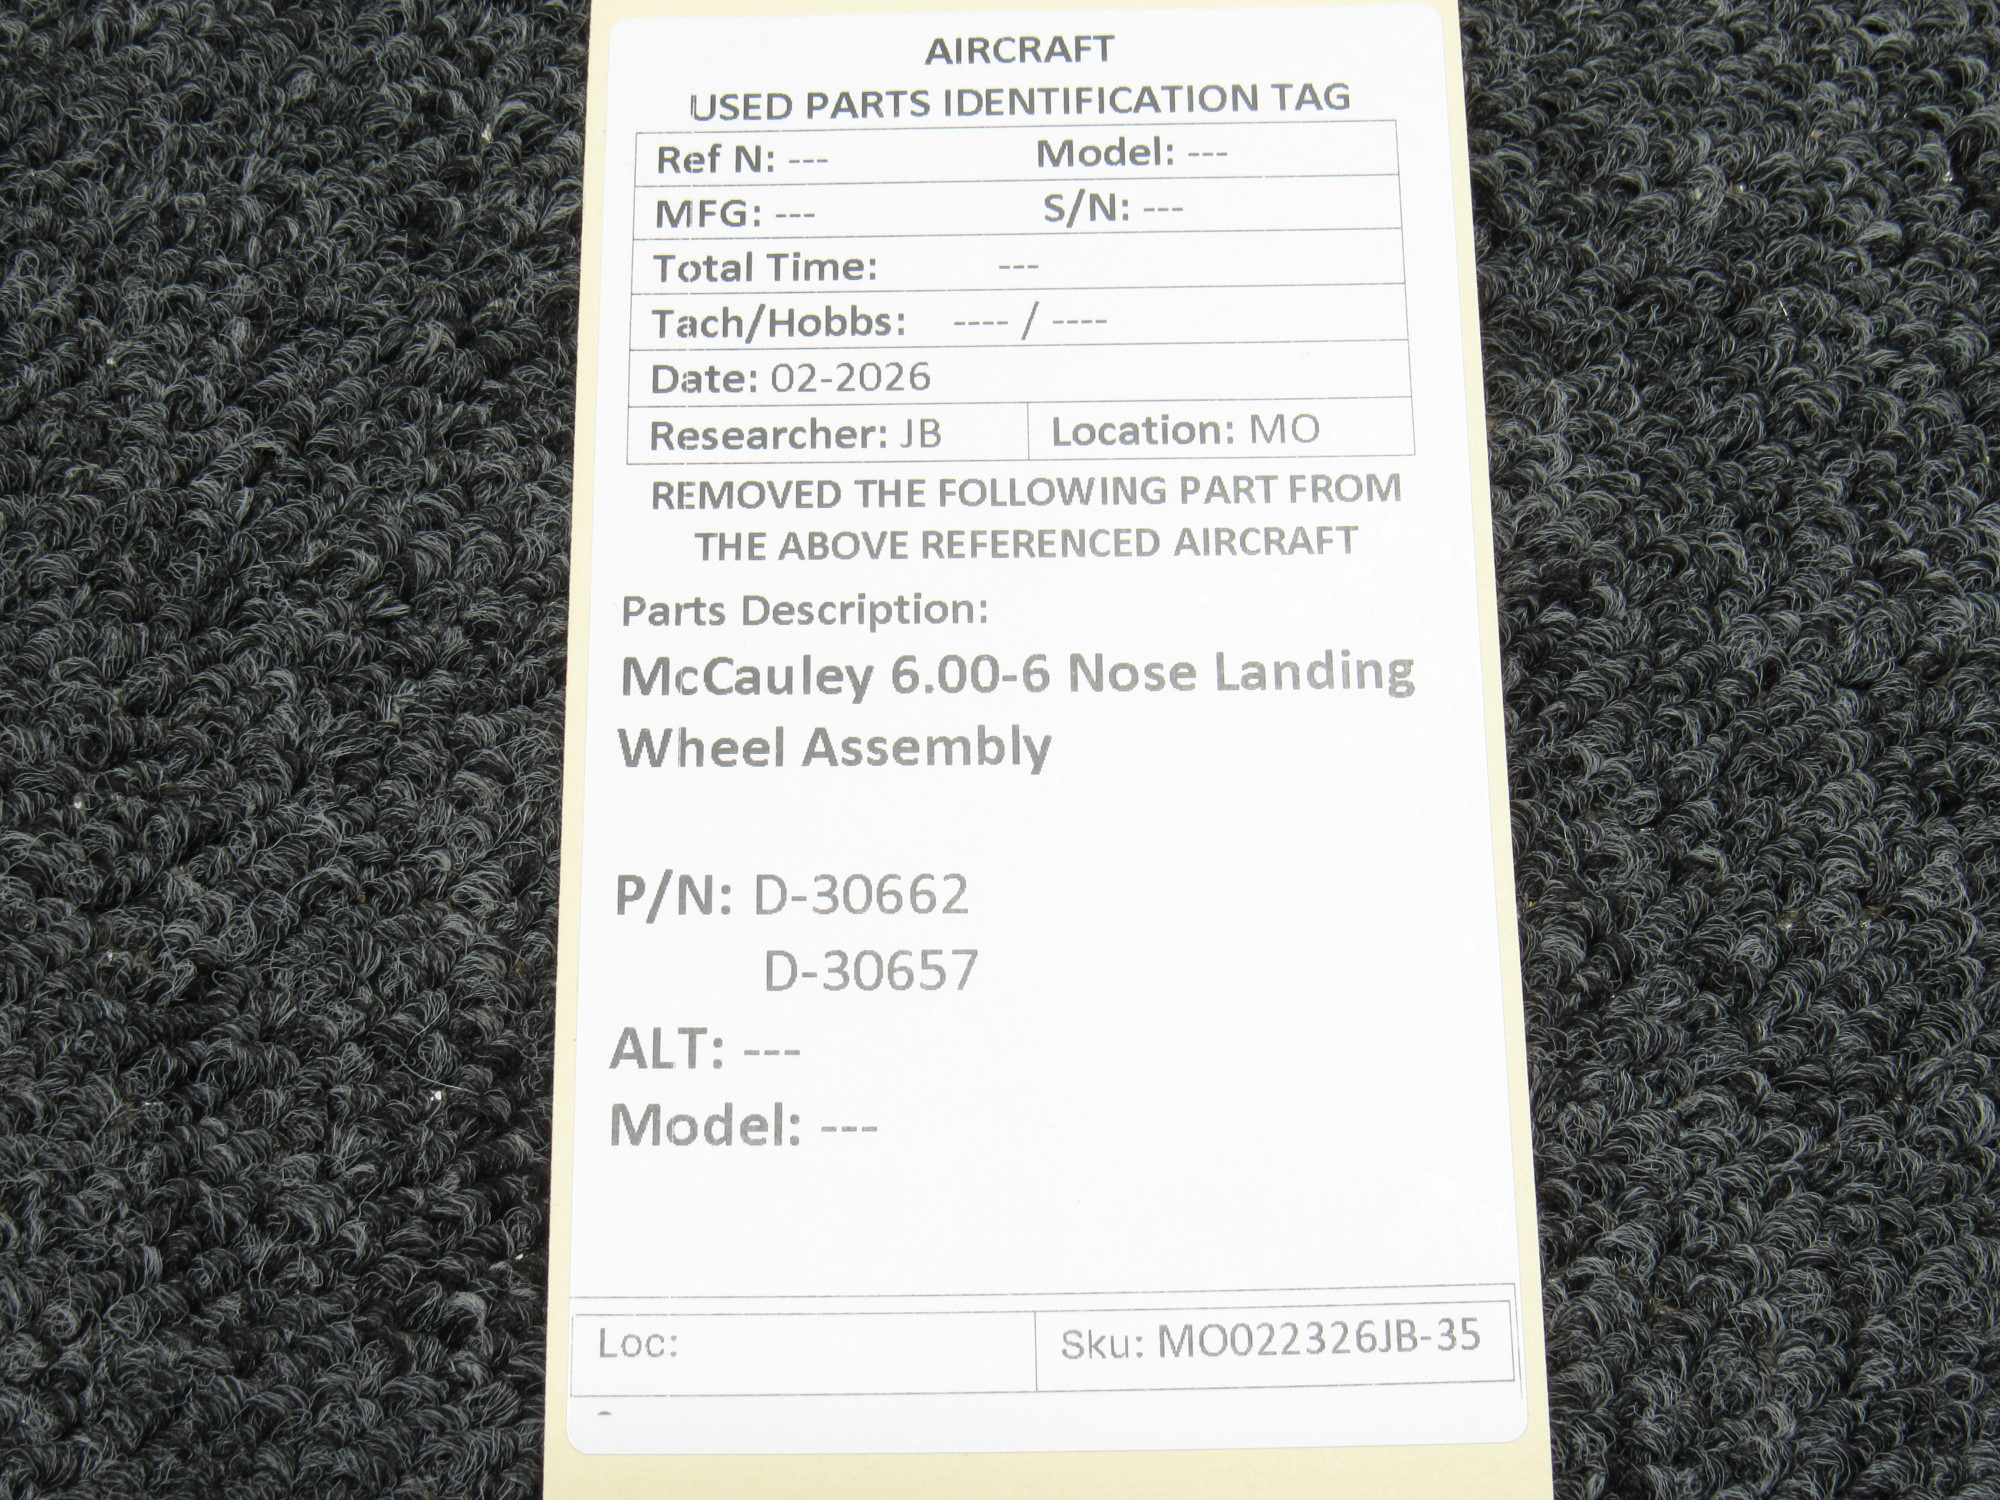 AIRCRAFT
USED PARTS IDENTIFICATION TAG
Ref N: --- Model: ---
MFG: --- S/N: ---
Total Time: ---
Tach/Hobbs: ---- / ----
Date: 02-2026
Researcher: JB Location: MO
REMOVED THE FOLLOWING PART FROM
THE ABOVE REFERENCED AIRCRAFT
Parts Description:
McCauley 6.00-6 Nose Landing
Wheel Assembly
P/N: D-30662
D-30657
ALT: ---
Model: ---
Loc: Sku: MO022326JB-35